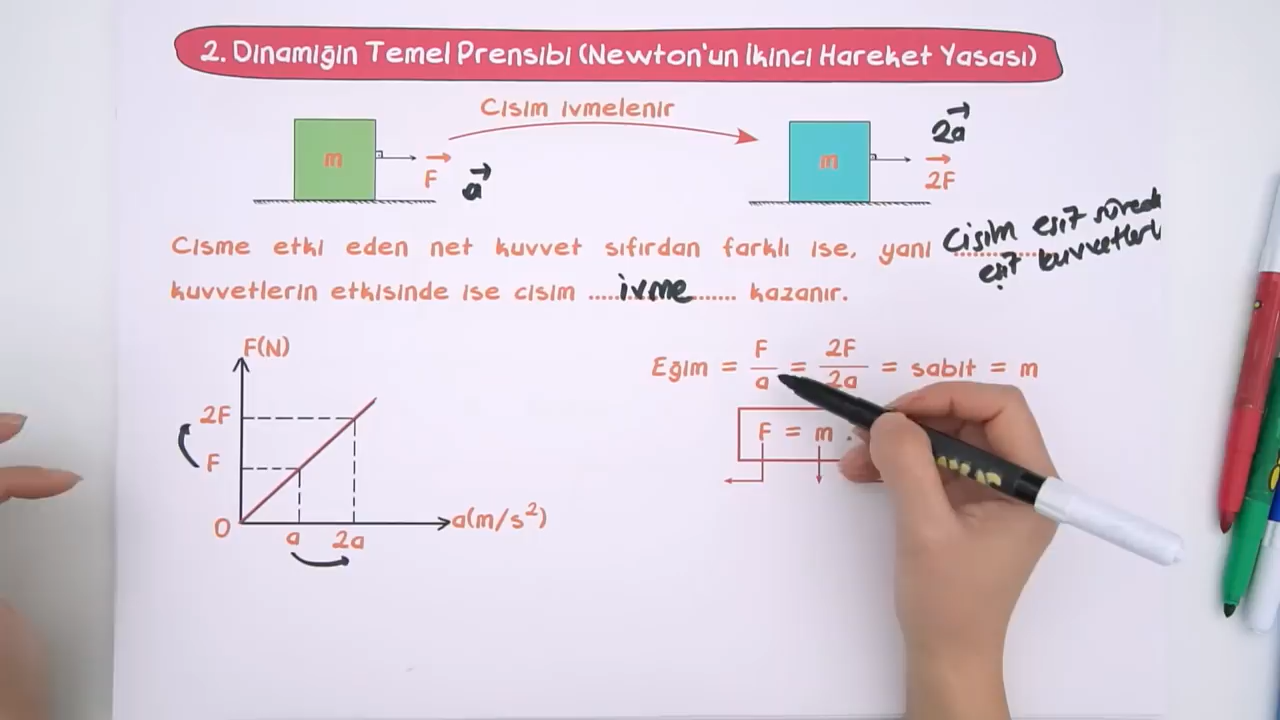 2. Dinamiğin Temel Prensibi (Newton'un İkinci Hareket Yasası)
Cisim ivmelenir
m
F
a
m
2a
2F
Cisme etki eden net kuvvet sıfırdan farklı ise, yani Cisim eşit sürede
eşit kuvvetleri
kuvvetlerin etkisinde ise cisim ..... ivme ....... kazanır.
F(N)
2F
F
0
a
2a
a(m/s²)
Eğim = F/a = 2F/2a = sabit = m
F = m .